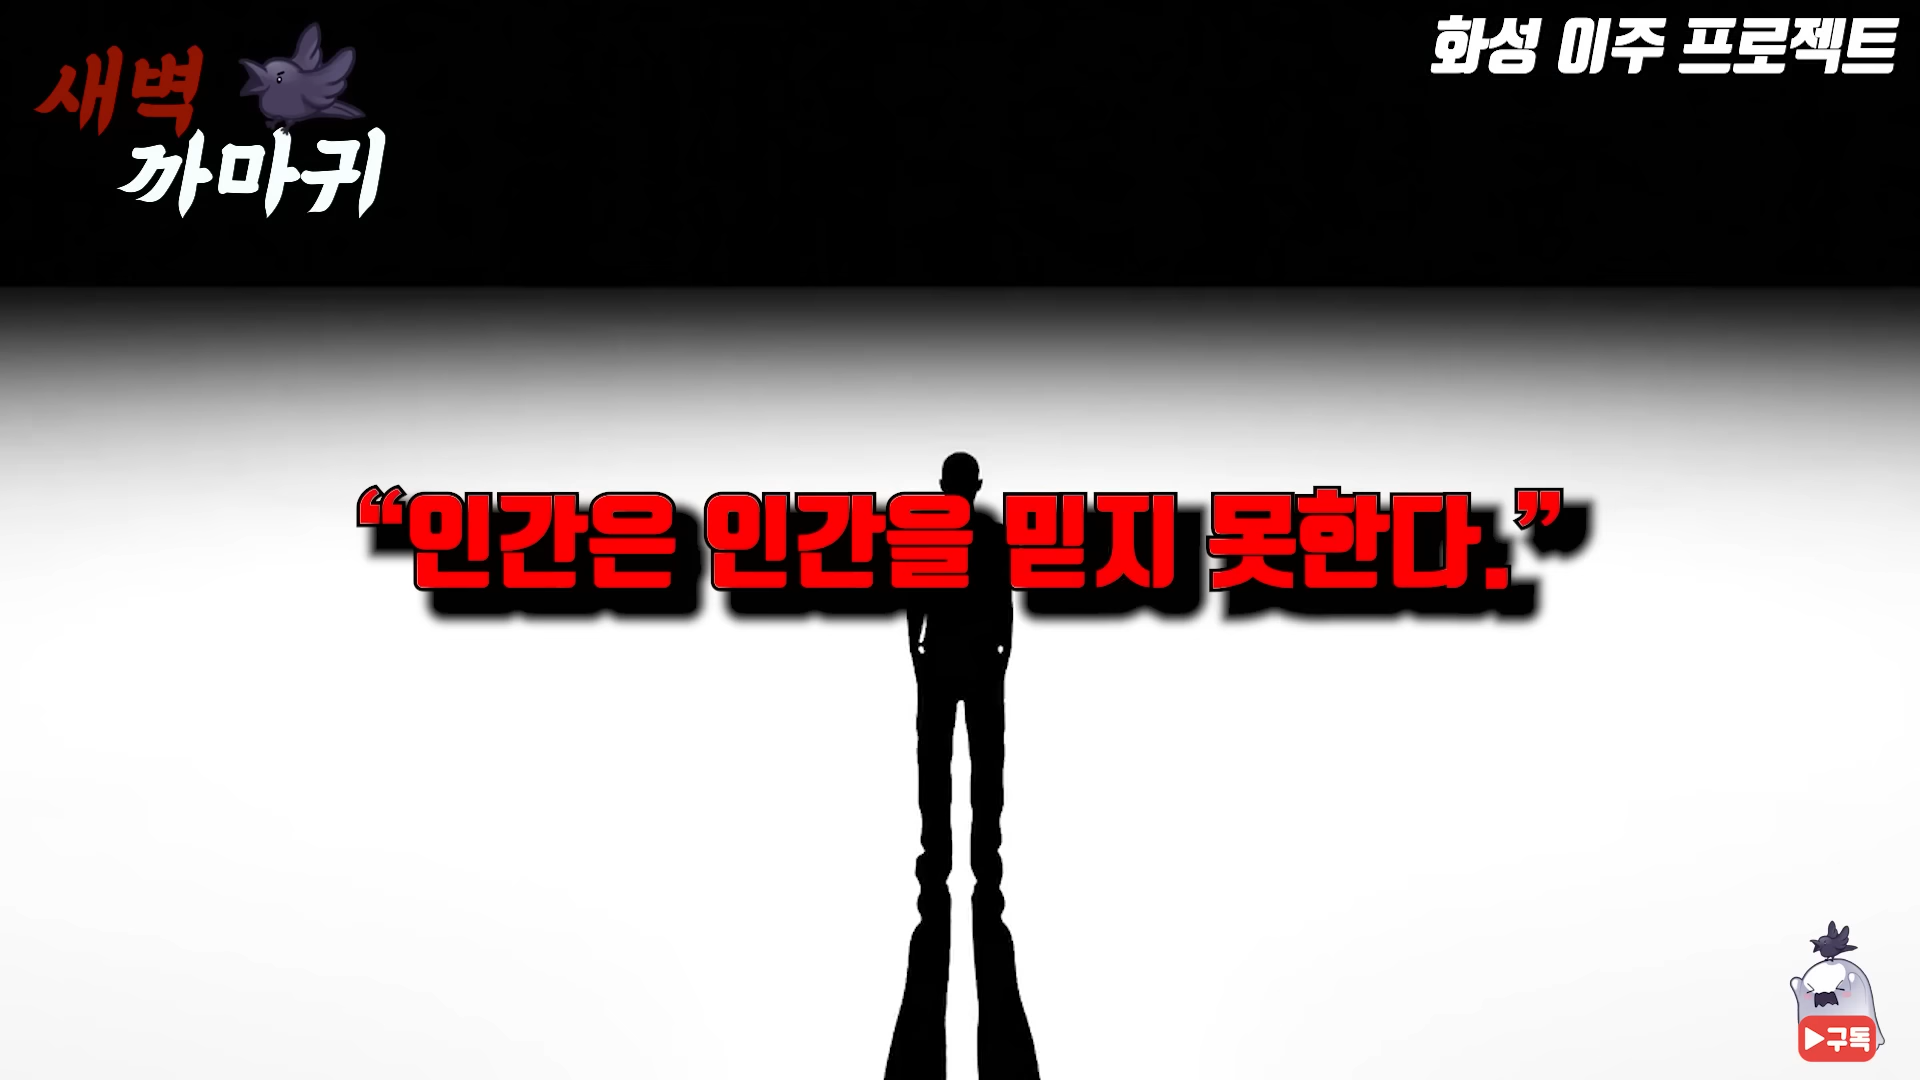 새벽
까마귀
화성 이주 프로젝트
“인간은 인간을 믿지 못한다.”
구독